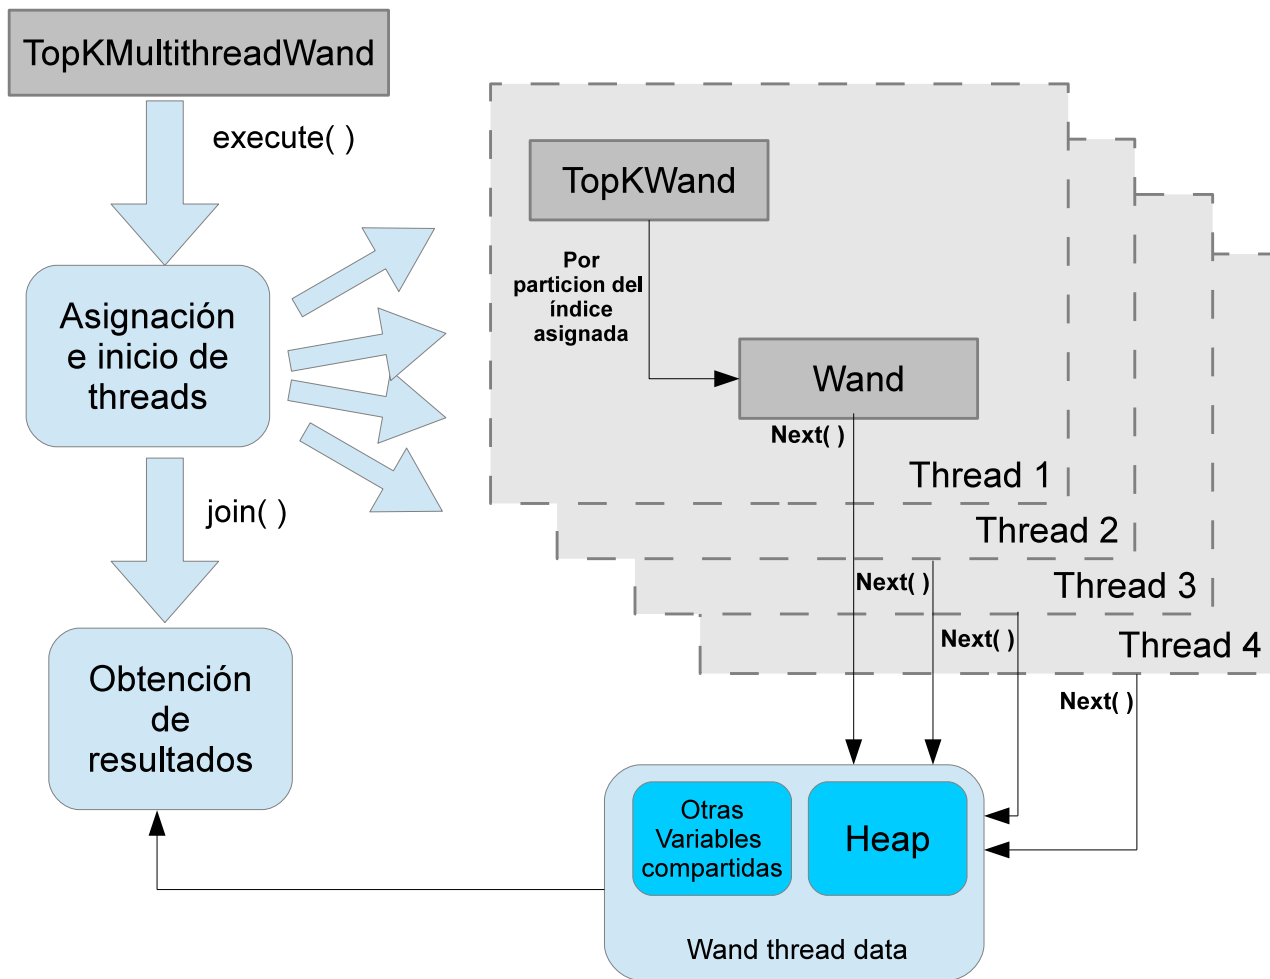 TopKMultithreadWand
execute( )
Asignación
e inicio de
threads
join( )
Obtención
de
resultados
TopKWand
Por
particion del
índice
asignada
Wand
Next( )
Thread 1
Thread 2
Next( )
Thread 3
Next( )
Thread 4
Next( )
Otras
Variables
compartidas
Heap
Wand thread data